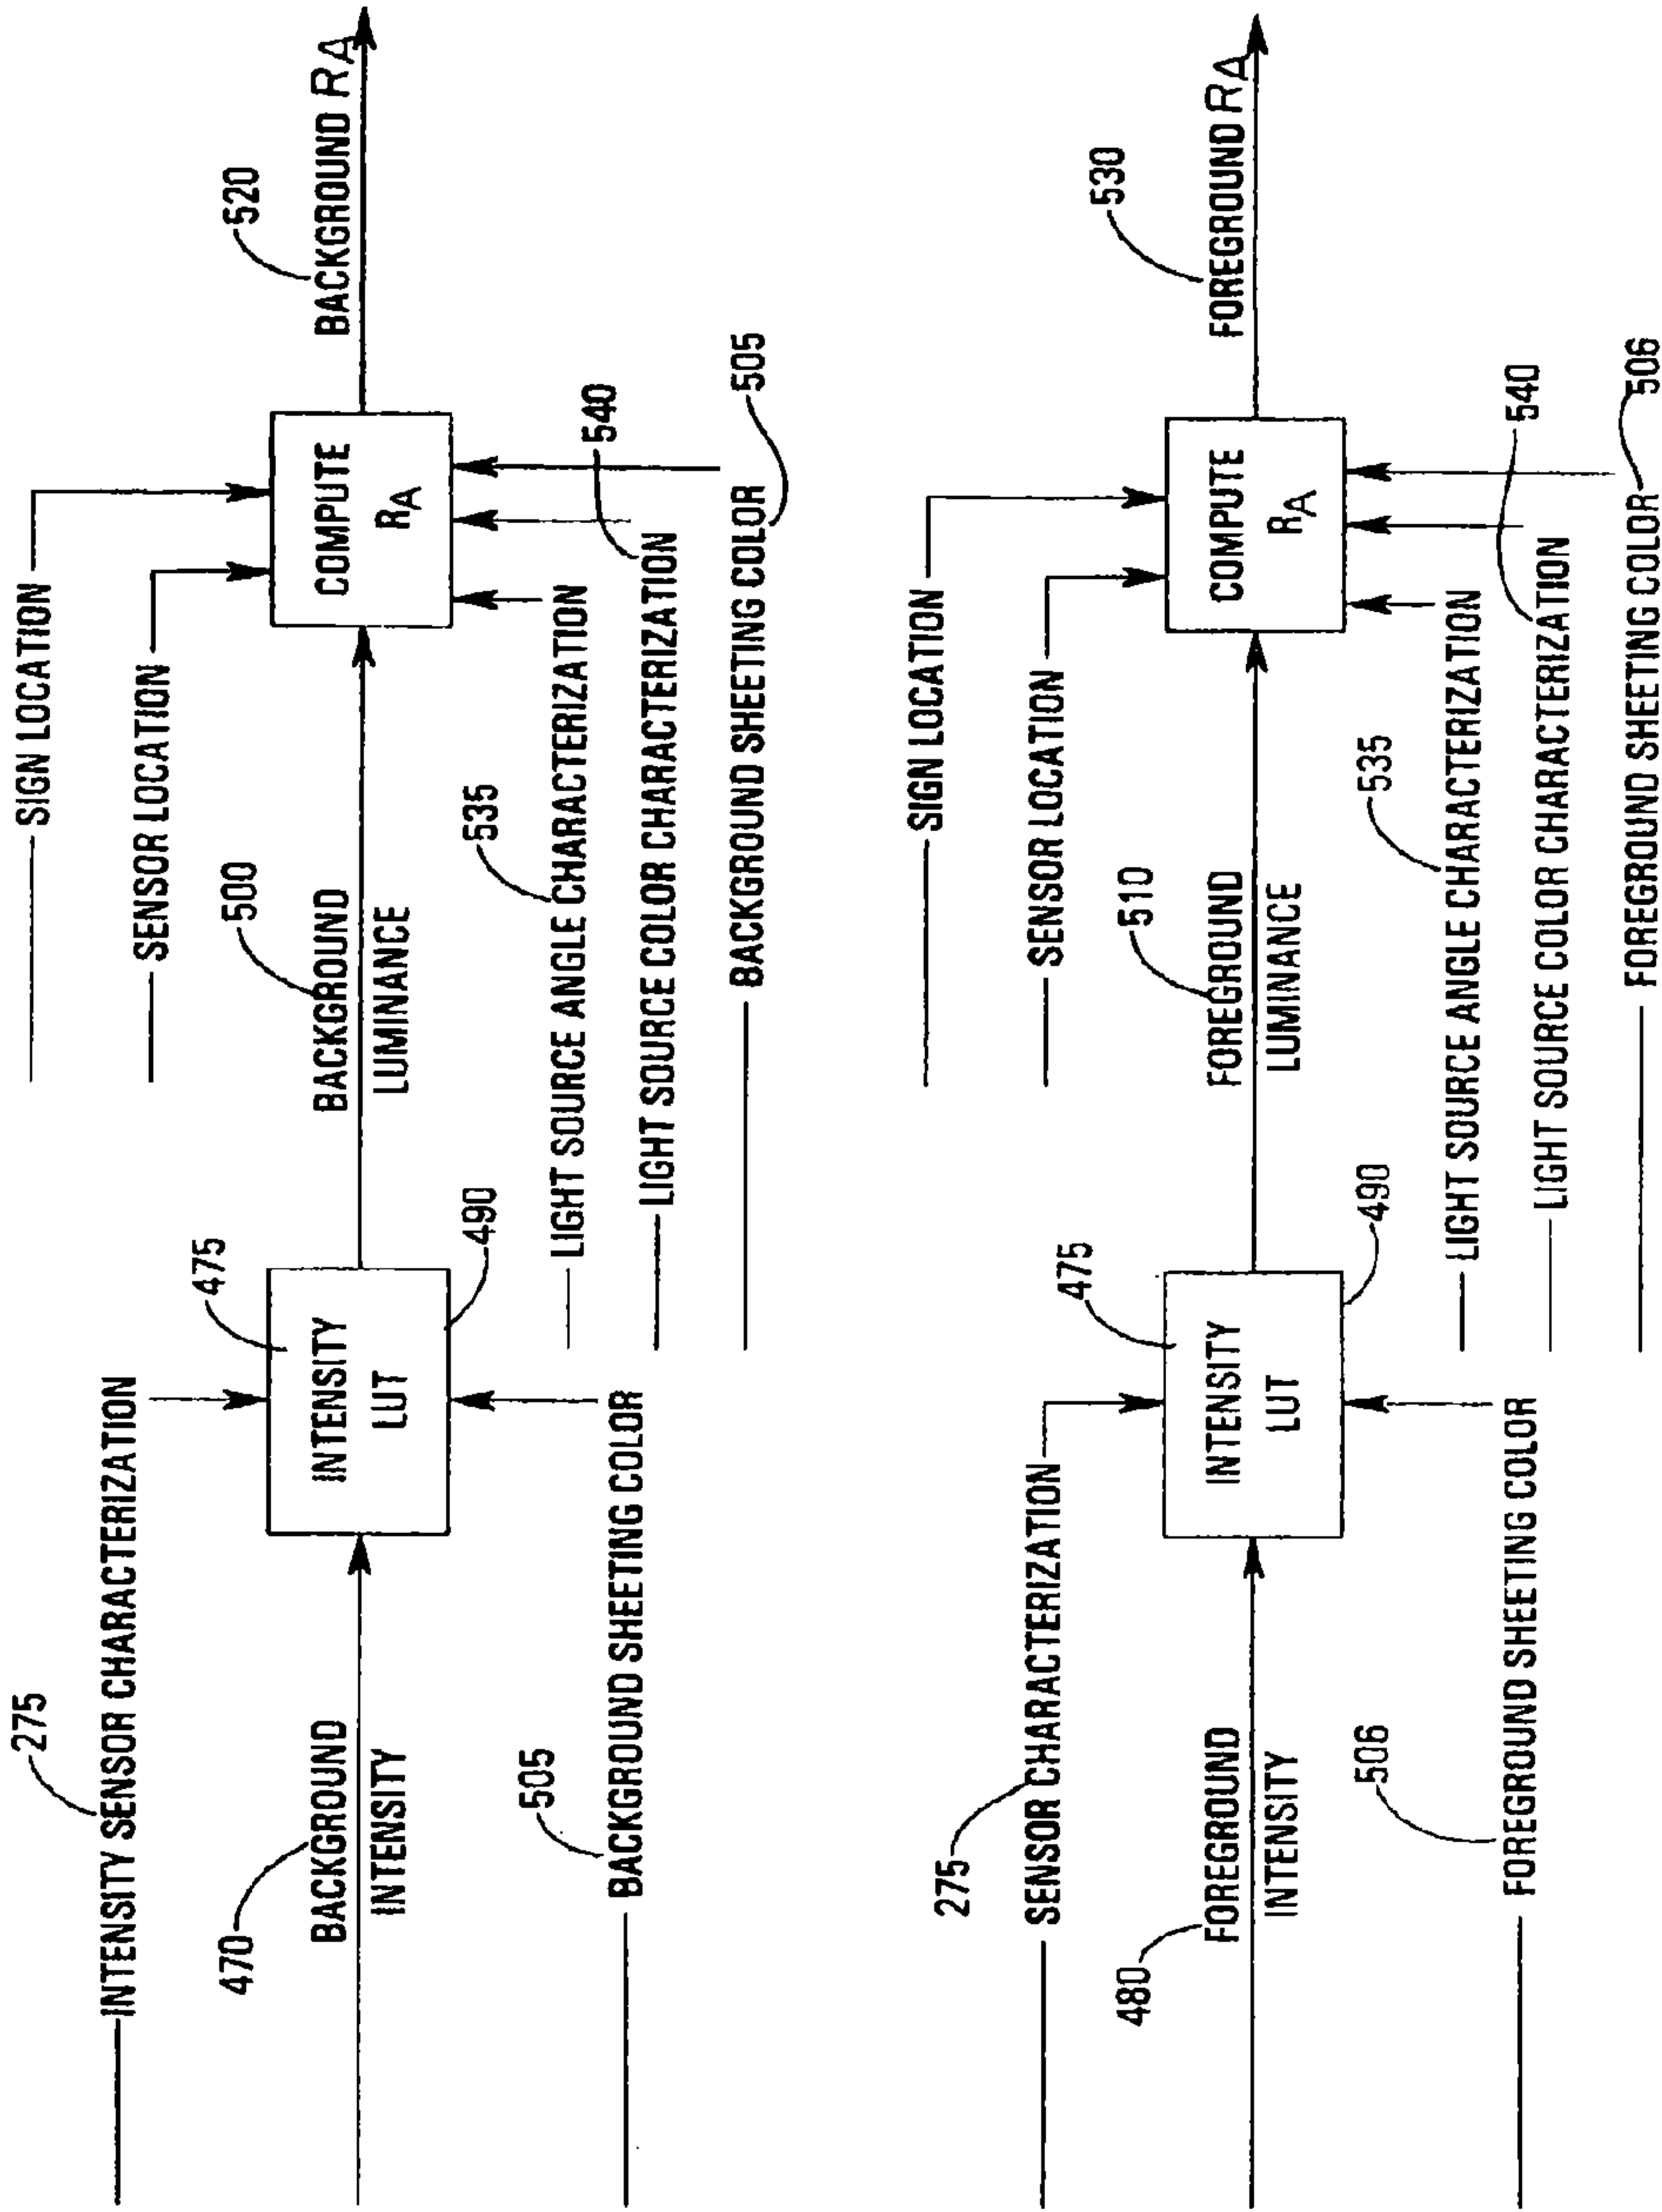 SIGN LOCATION
SENSOR LOCATION
275
INTENSITY SENSOR CHARACTERIZATION
470
BACKGROUND
INTENSITY
505
BACKGROUND SHEETING COLOR
475
INTENSITY
LUT
490
500
BACKGROUND
LUMINANCE
535
LIGHT SOURCE ANGLE CHARACTERIZATION
540
LIGHT SOURCE COLOR CHARACTERIZATION
505
BACKGROUND SHEETING COLOR
COMPUTE
RA
520
BACKGROUND RA
SIGN LOCATION
SENSOR LOCATION
275
SENSOR CHARACTERIZATION
480
FOREGROUND
INTENSITY
506
FOREGROUND SHEETING COLOR
475
INTENSITY
LUT
490
510
FOREGROUND
LUMINANCE
535
LIGHT SOURCE ANGLE CHARACTERIZATION
540
LIGHT SOURCE COLOR CHARACTERIZATION
506
FOREGROUND SHEETING COLOR
COMPUTE
RA
530
FOREGROUND RA